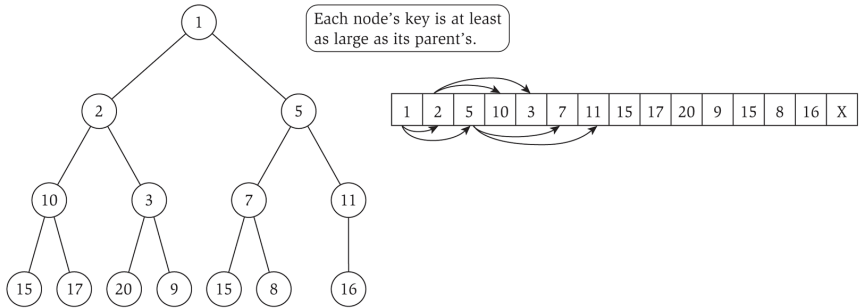 1
Each node’s key is at least
as large as its parent’s.
2 5
1 2 5 10 3 7 11 15 17 20 9 15 8 16 X
10 3 7 11
15 17 20 9 15 8 16